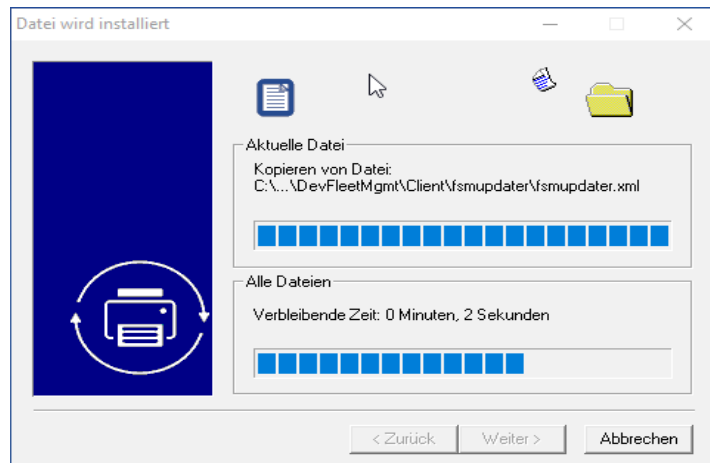 Datei wird installiert
Aktuelle Datei
Kopieren von Datei:
C:\...\DevFleetMgmt\Client\fsmupdater\fsmupdater.xml
Alle Dateien
Verbleibende Zeit: 0 Minuten, 2 Sekunden
< Zurück Weiter > Abbrechen